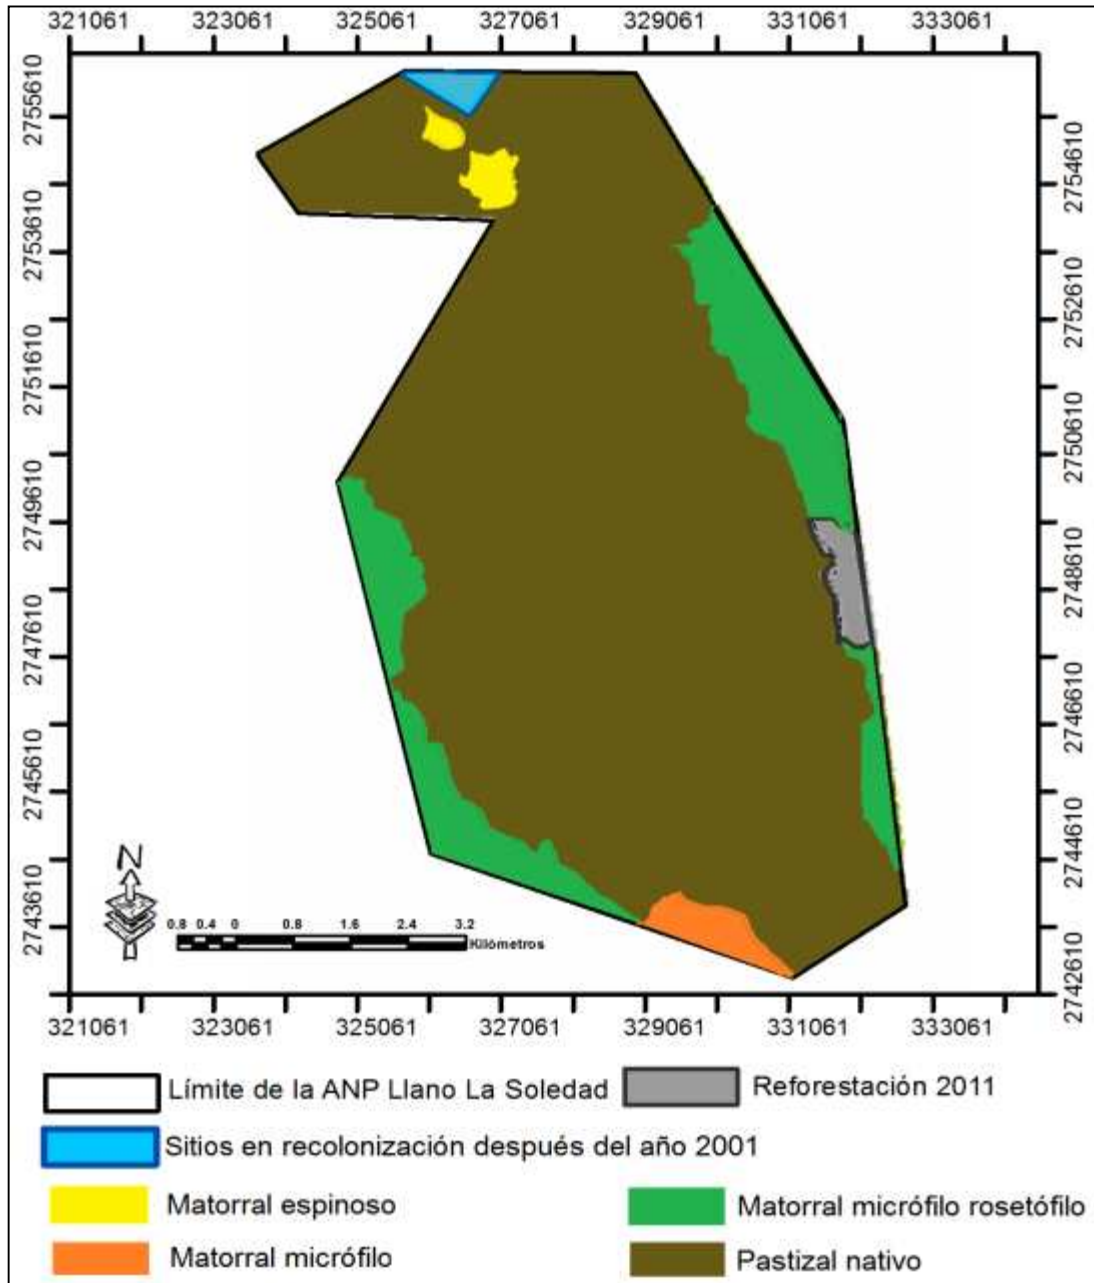 321061 323061 325061 327061 329061 331061 333061
2755610
2754610
2753610
2752610
2751610
2750610
2749610
2748610
2747610
2746610
2745610
2744610
2743610
2742610
N
0.8 0.4 0 0.8 1.6 2.4 3.2
Kilómetros
321061 323061 325061 327061 329061 331061 333061
Límite de la ANP Llano La Soledad
Reforestación 2011
Sitios en recolonización después del año 2001
Matorral espinoso
Matorral micrófilo rosetófilo
Matorral micrófilo
Pastizal nativo